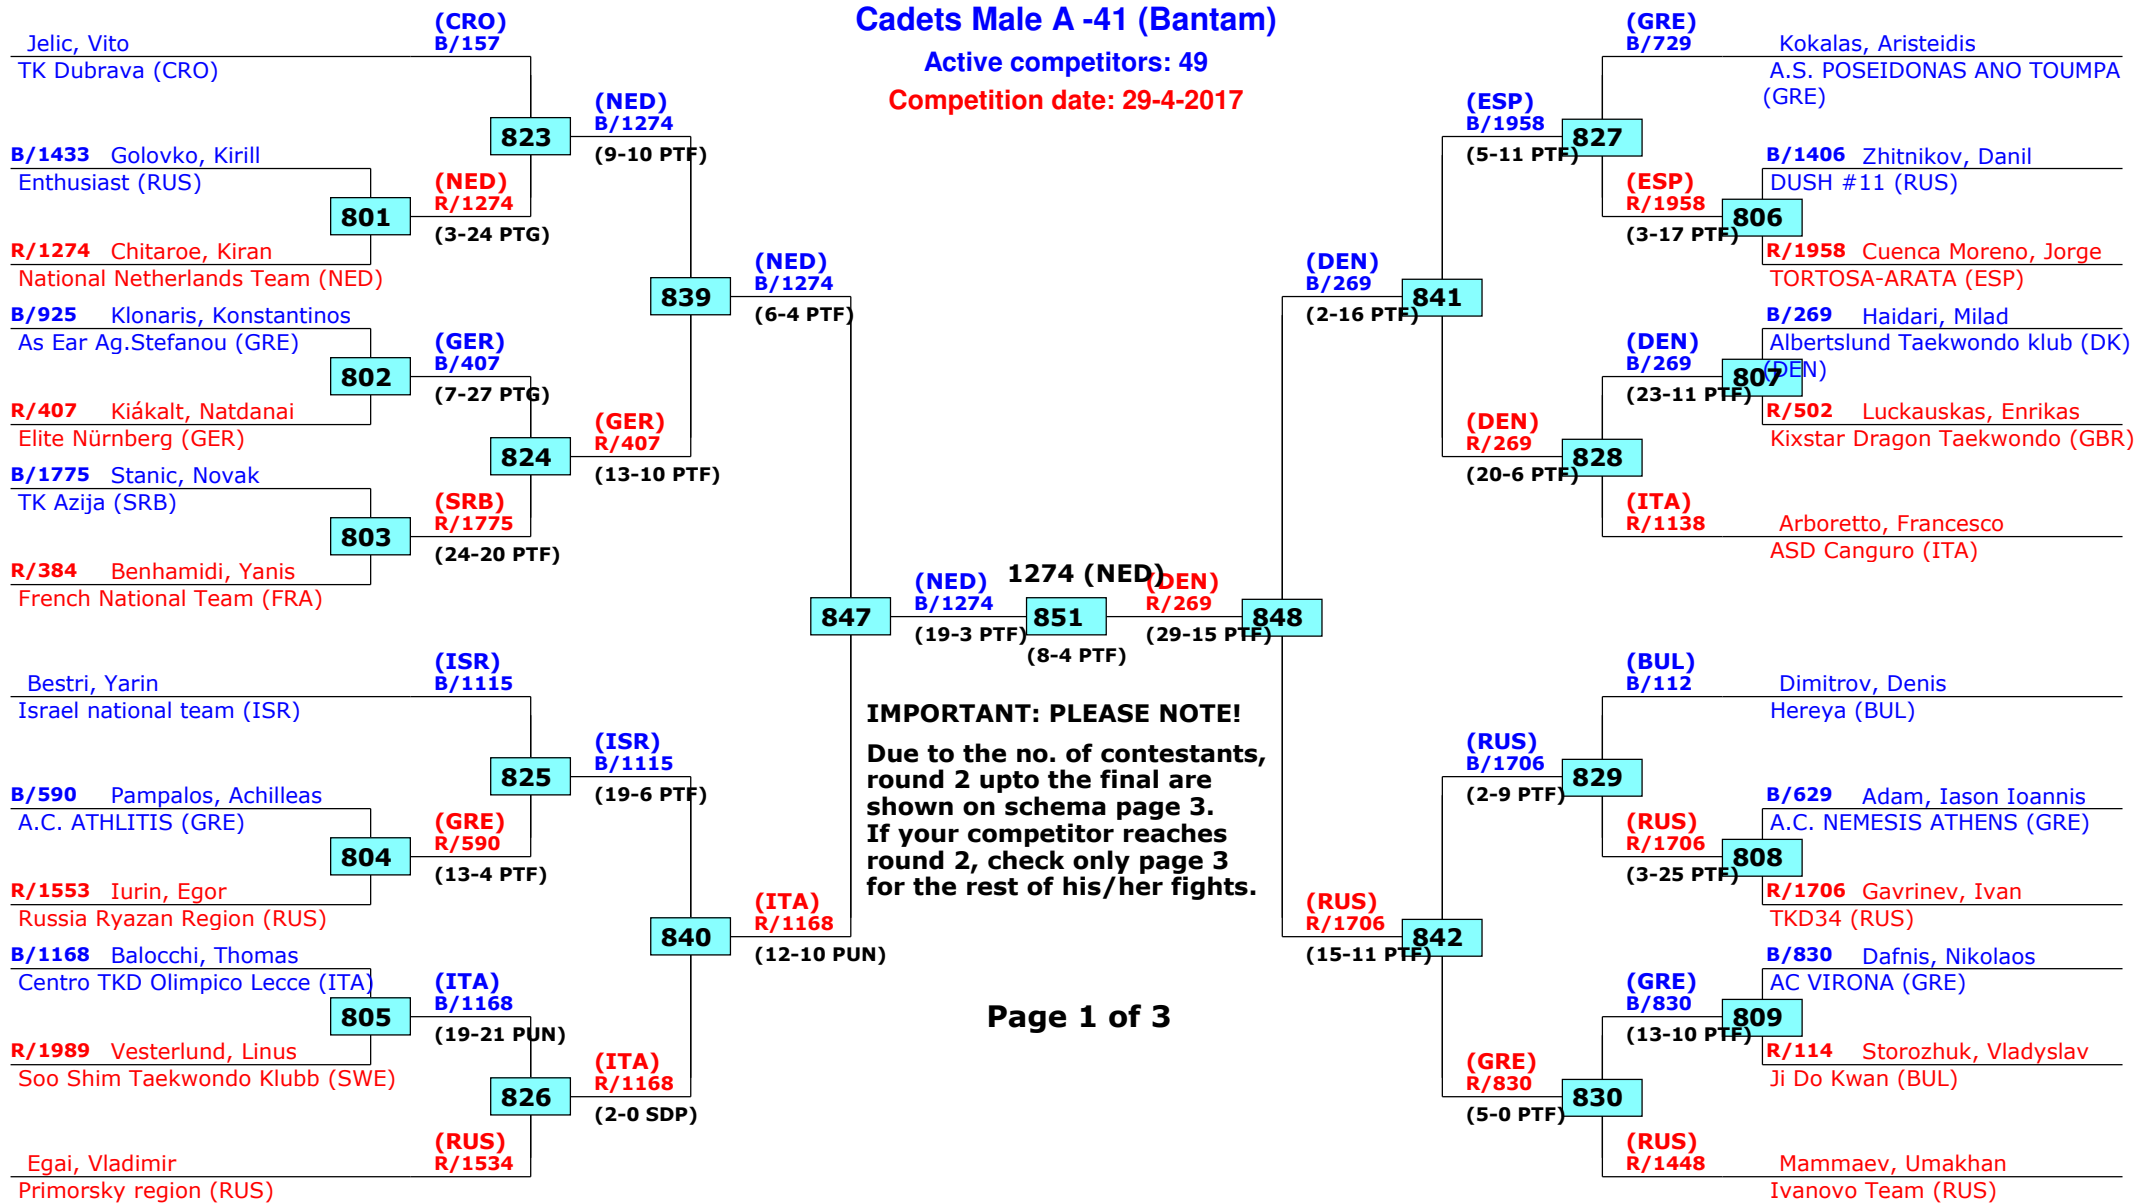 Cadets Male A -41 (Bantam)
Active competitors: 49
Competition date: 29-4-2017
Jelic, Vito
TK Dubrava (CRO)
(CRO)
B/157
B/1433 Golovko, Kirill
Enthusiast (RUS)
801
R/1274 Chitaroe, Kiran
National Netherlands Team (NED)
(NED)
R/1274
(3-24 PTG)
823
(NED)
B/1274
(9-10 PTF)
B/925 Klonaris, Konstantinos
As Ear Ag.Stefanou (GRE)
802
R/407 Kiákalt, Natdanai
Elite Nürnberg (GER)
(GER)
B/407
(7-27 PTG)
824
(GER)
R/407
(13-10 PTF)
B/1775 Stanic, Novak
TK Azija (SRB)
803
R/384 Benhamidi, Yanis
French National Team (FRA)
(SRB)
R/1775
(24-20 PTF)
839
(NED)
B/1274
(6-4 PTF)
Bestri, Yarin
Israel national team (ISR)
(ISR)
B/1115
825
(ISR)
B/1115
(19-6 PTF)
B/590 Pampalos, Achilleas
A.C. ATHLITIS (GRE)
804
R/1553 Iurin, Egor
Russia Ryazan Region (RUS)
(GRE)
R/590
(13-4 PTF)
B/1168 Balocchi, Thomas
Centro TKD Olimpico Lecce (ITA)
805
R/1989 Vesterlund, Linus
Soo Shim Taekwondo Klubb (SWE)
(ITA)
B/1168
(19-21 PUN)
826
(ITA)
R/1168
(2-0 SDP)
Egai, Vladimir
Primorsky region (RUS)
(RUS)
R/1534
840
(ITA)
R/1168
(12-10 PUN)
847
(NED)
B/1274
(19-3 PTF)
1274 (NED)
851
(8-4 PTF)
(DEN)
R/269
(29-15 PTF)
848
IMPORTANT: PLEASE NOTE!
Due to the no. of contestants,
round 2 upto the final are
shown on schema page 3.
If your competitor reaches
round 2, check only page 3
for the rest of his/her fights.
Page 1 of 3
(GRE)
B/729
Kokalas, Aristeidis
A.S. POSEIDONAS ANO TOUMPA
(GRE)
(ESP)
B/1958
(5-11 PTF)
827
B/1406 Zhitnikov, Danil
DUSH #11 (RUS)
(ESP)
R/1958
(3-17 PTF)
806
R/1958 Cuenca Moreno, Jorge
TORTOSA-ARATA (ESP)
(DEN)
B/269
(2-16 PTF)
841
B/269 Haidari, Milad
Albertslund Taekwondo klub (DK)
(DEN)
(DEN)
B/269
(23-11 PTF)
807
R/502 Luckauskas, Enrikas
Kixstar Dragon Taekwondo (GBR)
(DEN)
R/269
(20-6 PTF)
828
(ITA)
R/1138
Arboretto, Francesco
ASD Canguro (ITA)
(BUL)
B/112
Dimitrov, Denis
Hereya (BUL)
(RUS)
B/1706
(2-9 PTF)
829
B/629 Adam, Iason Ioannis
A.C. NEMESIS ATHENS (GRE)
(RUS)
R/1706
(3-25 PTF)
808
R/1706 Gavrinev, Ivan
TKD34 (RUS)
(RUS)
R/1706
(15-11 PTF)
842
B/830 Dafnis, Nikolaos
AC VIRONA (GRE)
(GRE)
B/830
(13-10 PTF)
809
R/114 Storozhuk, Vladyslav
Ji Do Kwan (BUL)
(GRE)
R/830
(5-0 PTF)
830
(RUS)
R/1448
Mammaev, Umakhan
Ivanovo Team (RUS)